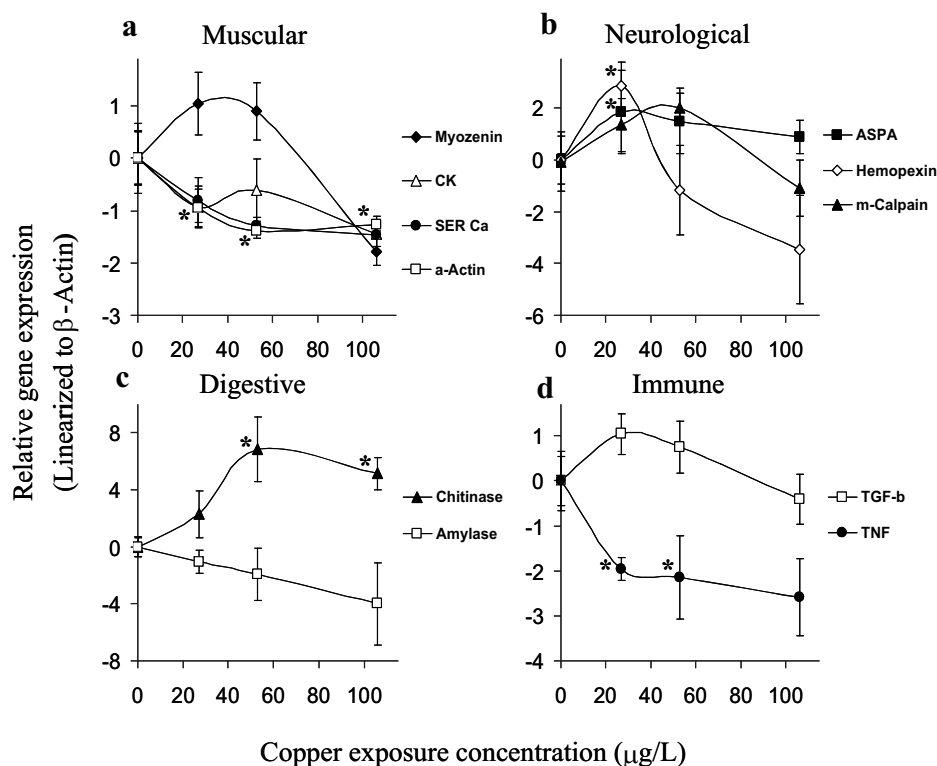 a
Muscular
1
0
-1
-2
-3
0 20 40 60 80 100
*
*
*
Myozenin
CK
SER Ca
a-Actin
b
Neurological
2
0
-2
-4
-6
0 20 40 60 80 100
*
*
ASPA
Hemopexin
m-Calpain
c
Digestive
8
4
0
-4
-8
0 20 40 60 80 100
*
*
Chitinase
Amylase
d
Immune
1
0
-1
-2
-3
-4
0 20 40 60 80 100
*
*
TGF-b
TNF
Relative gene expression
(Linearized to β-Actin)
Copper exposure concentration (μg/L)